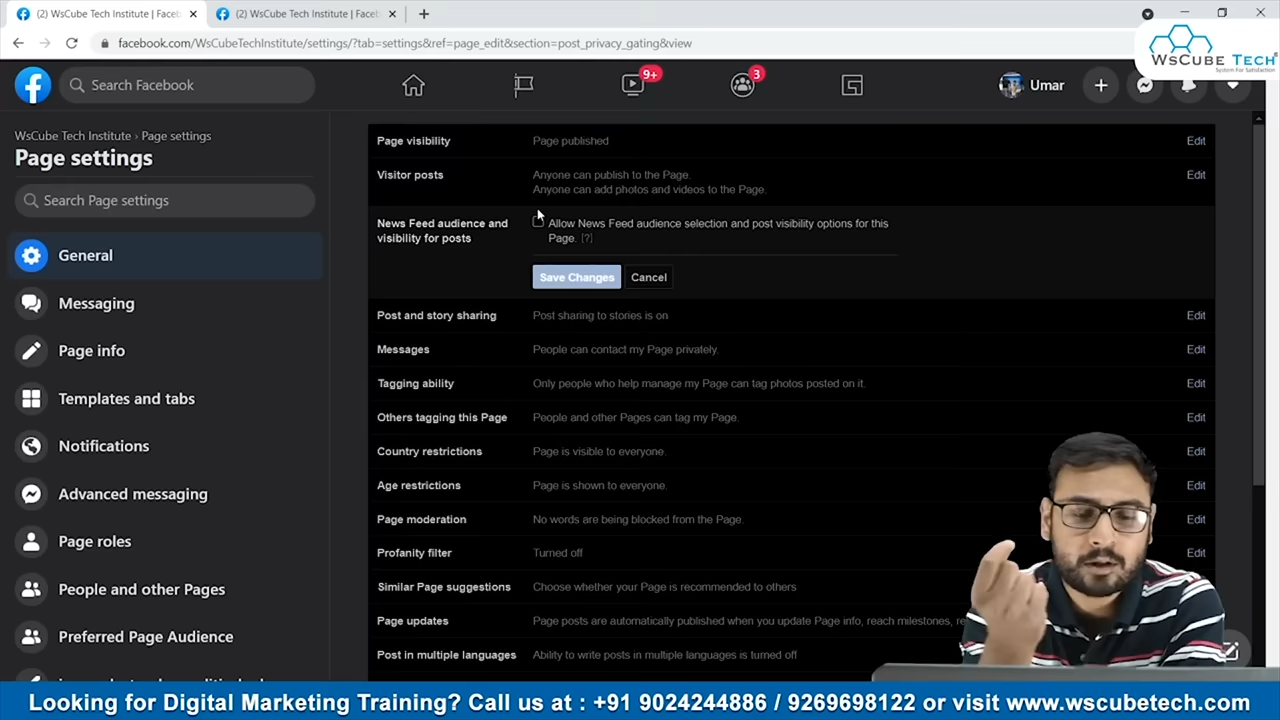 (2) WsCube Tech Institute | Faceb
(2) WsCube Tech Institute | Faceb
facebook.com/WsCubeTechInstitute/settings/?tab=settings&ref=page_edit&section=post_privacy_gating&view
WsCube Tech
System For Satisfaction
Search Facebook
9+
3
Umar
WsCube Tech Institute › Page settings
Page settings
Search Page settings
General
Messaging
Page info
Templates and tabs
Notifications
Advanced messaging
Page roles
People and other Pages
Preferred Page Audience
Page visibility
Page published
Edit
Visitor posts
Anyone can publish to the Page.
Anyone can add photos and videos to the Page.
Edit
News Feed audience and
visibility for posts
Allow News Feed audience selection and post visibility options for this
Page. [?]
Save Changes
Cancel
Post and story sharing
Post sharing to stories is on
Edit
Messages
People can contact my Page privately.
Edit
Tagging ability
Only people who help manage my Page can tag photos posted on it.
Edit
Others tagging this Page
People and other Pages can tag my Page.
Edit
Country restrictions
Page is visible to everyone.
Edit
Age restrictions
Page is shown to everyone.
Edit
Page moderation
No words are being blocked from the Page.
Edit
Profanity filter
Turned off
Edit
Similar Page suggestions
Choose whether your Page is recommended to others
Page updates
Page posts are automatically published when you update Page info, reach milestones, re
Post in multiple languages
Ability to write posts in multiple languages is turned off
Looking for Digital Marketing Training? Call us at : +91 9024244886 / 9269698122 or visit www.wscubetech.com